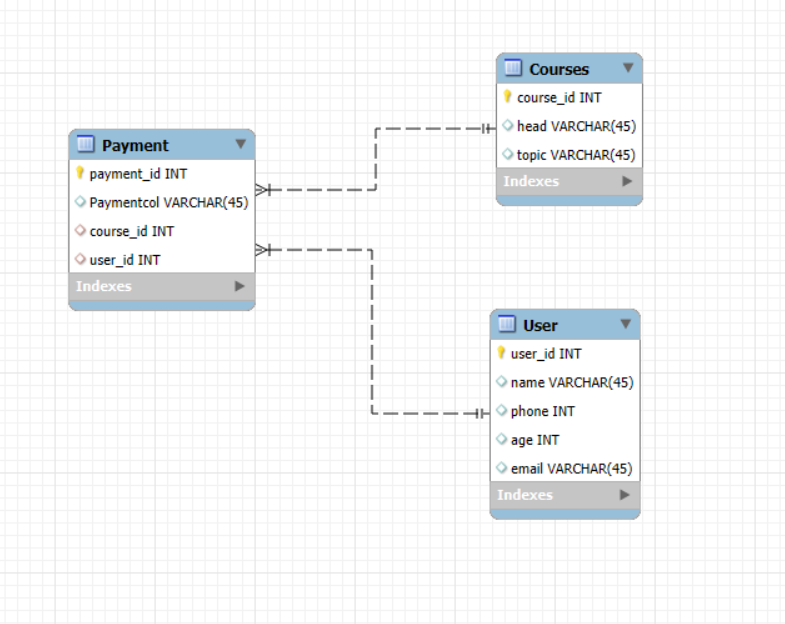 Payment
payment_id INT
Paymentcol VARCHAR(45)
course_id INT
user_id INT
Indexes
Courses
course_id INT
head VARCHAR(45)
topic VARCHAR(45)
Indexes
User
user_id INT
name VARCHAR(45)
phone INT
age INT
email VARCHAR(45)
Indexes